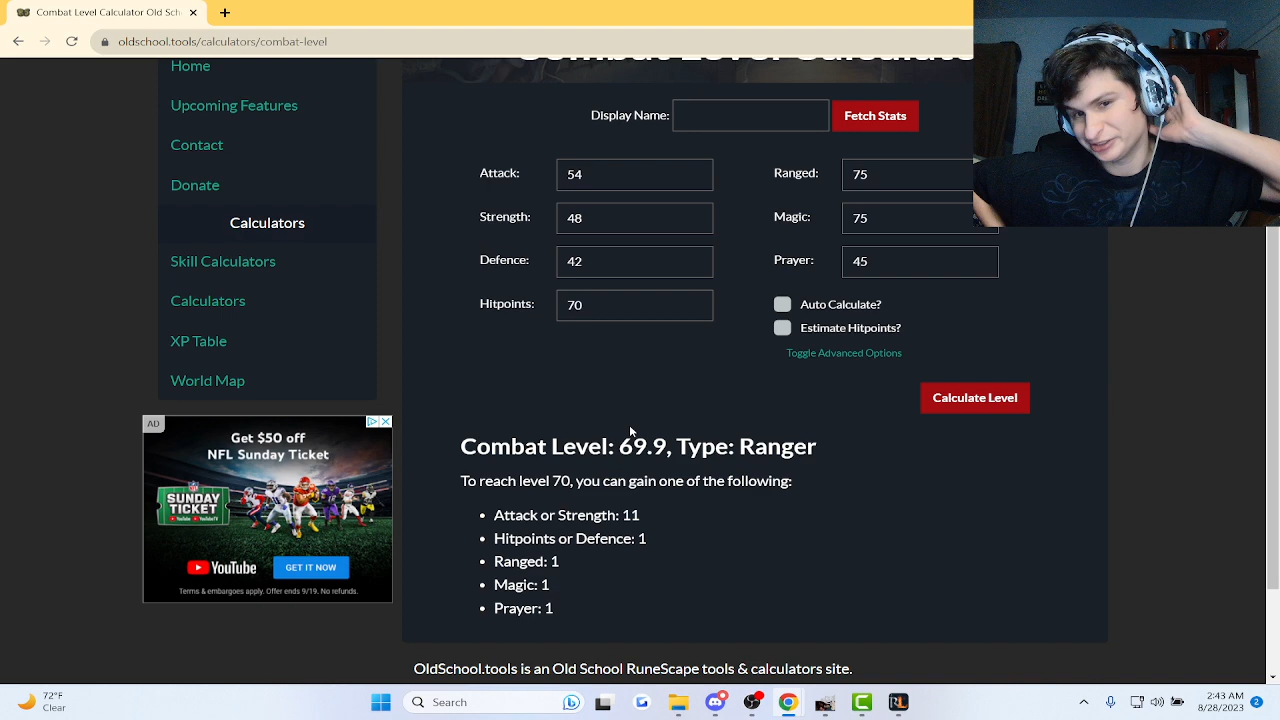 Combat Level Calculator Old Sch
oldschool.tools/calculators/combat-level
Home
Upcoming Features
Contact
Donate
Calculators
Skill Calculators
Calculators
XP Table
World Map
Combat Level Calculator
Display Name:
Fetch Stats
Attack: 54
Ranged: 75
Strength: 48
Magic: 75
Defence: 42
Prayer: 45
Hitpoints: 70
Auto Calculate?
Estimate Hitpoints?
Toggle Advanced Options
Calculate Level
Combat Level: 69.9, Type: Ranger
To reach level 70, you can gain one of the following:
Attack or Strength: 11
Hitpoints or Defence: 1
Ranged: 1
Magic: 1
Prayer: 1
AD
Get $50 off
NFL Sunday Ticket
NFL
SUNDAY
TICKET
YouTube
GET IT NOW
Terms & embargoes apply. Offer ends 9/19. No refunds.
OldSchool.tools is an Old School RuneScape tools & calculators site.
72°F
Clear
Search
2:43 AM
8/28/2023
2